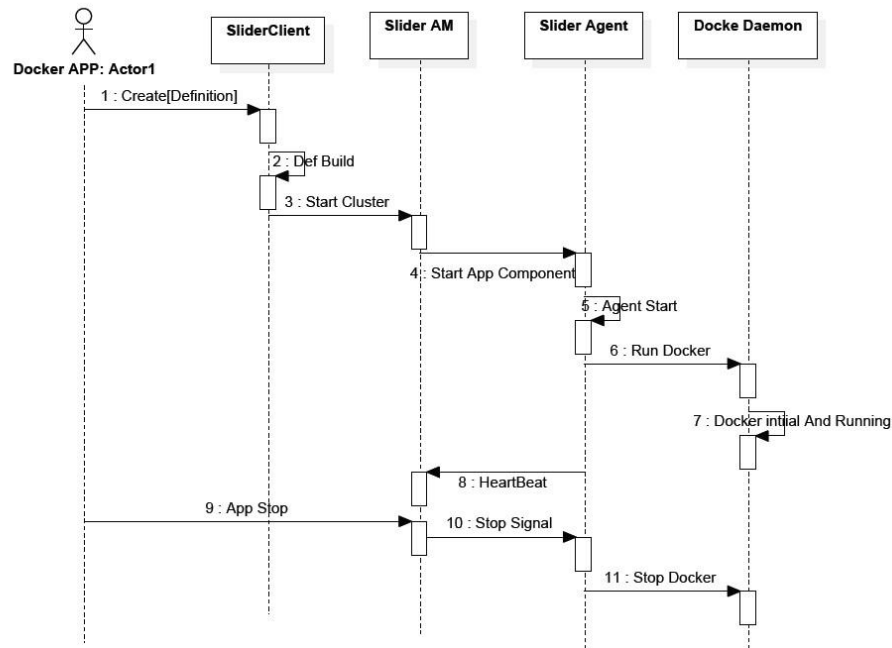 SliderClient
Slider AM
Slider Agent
Docke Daemon
Docker APP: Actor1
1 : Create[Definition]
2 : Def Build
3 : Start Cluster
4 : Start App Component
5 : Agent Start
6 : Run Docker
7 : Docker intiial And Running
8 : HeartBeat
9 : App Stop
10 : Stop Signal
11 : Stop Docker